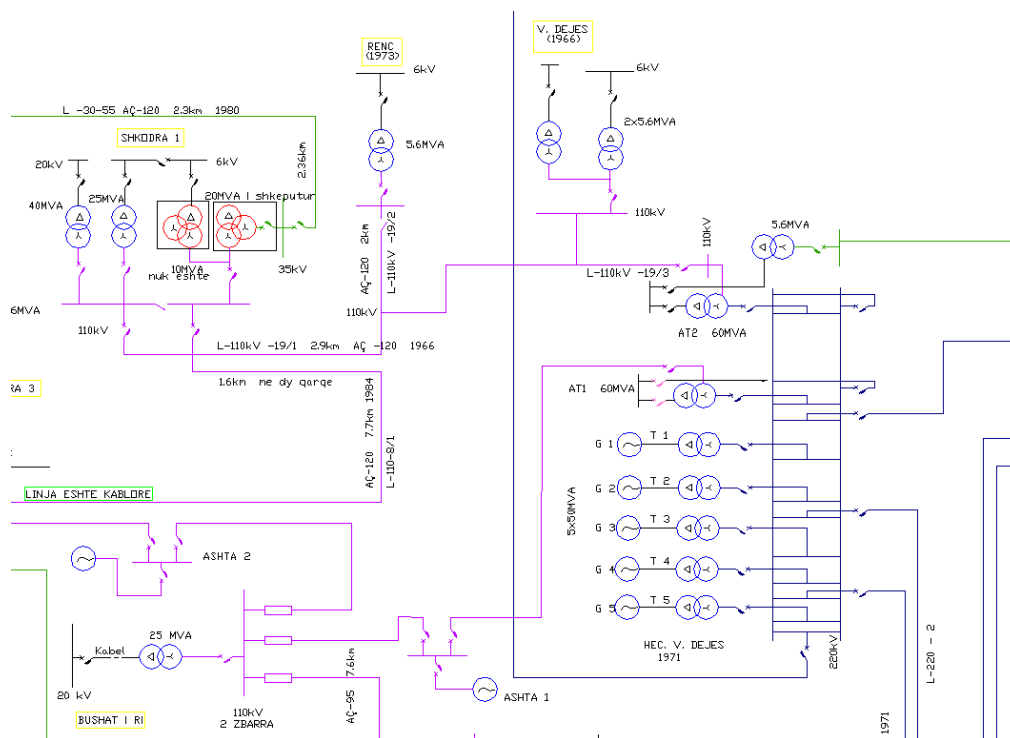 V. DEJES
(1966)
RENC
(1973)
6kV
6kV
L -30-55 AÇ-120 2.3km 1980
2x5.6MVA
SHKODRA 1
5.6MVA
2.36km
20kV
6kV
20MVA I shkeputur
25MVA
40MVA
110kV
5.6MVA
110kV
AÇ-120 2km
L-110kV -19/2
10MVA
nuk eshte
35kV
L-110kV -19/3
6MVA
110kV
110kV
AT2 60MVA
L-110kV -19/1 2.9km AÇ -120 1966
1.6km me dy qarqe
RA 3
AT1 60MVA
AÇ-120 7.7km 1984
L-110-8/1
G 1 T 1
G 2 T 2
G 3 T 3
G 4 T 4
G 5 T 5
5x50MVA
LINJA ESHTE KABLORE
ASHTA 2
HEC. V. DEJES
1971
220kV
L-220 - 2
1971
25 MVA
Kabel
20 kV
BUSHAT I RI
110kV
2 ZBARRA
AÇ-95 7.6km
ASHTA 1